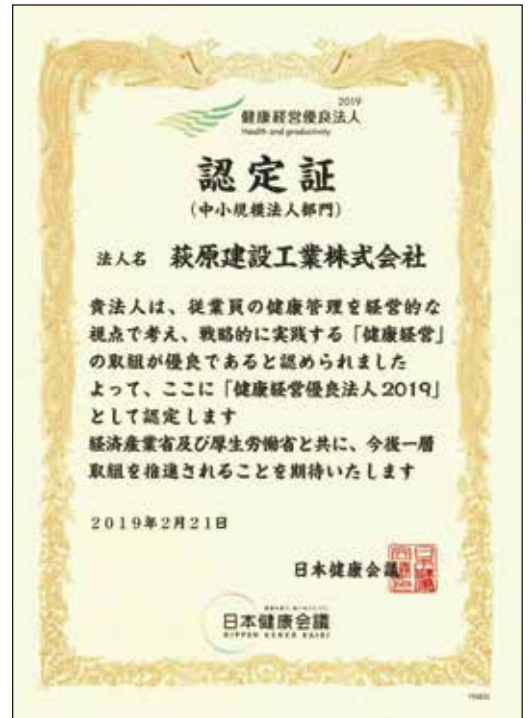 2019
健康経営優良法人
Health and productivity
認定証
(中小規模法人部門)
法人名 萩原建設工業株式会社
貴法人は、従業員の健康管理を経営的な
視点で考え、戦略的に実践する「健康経営」
の取組が優良であると認められました
よって、ここに「健康経営優良法人2019」
として認定します
経済産業省及び厚生労働省と共に、今後一層
取組を推進されることを期待いたします
2019年2月21日
日本健康会議
日本健康会議
NIPPON KENKO KAIGI